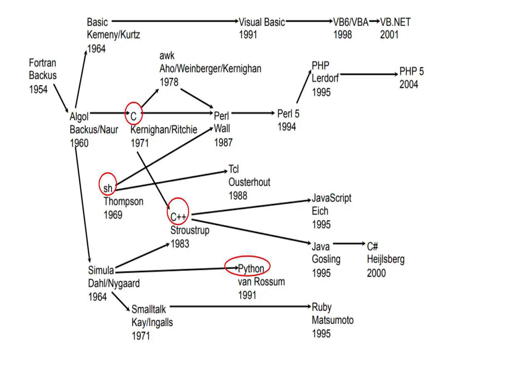 Basic
Kemeny/Kurtz
1964
Visual Basic
1991
VB6/VBA
1998
VB.NET
2001
Fortran
Backus
1954
awk
Aho/Weinberger/Kernighan
1978
PHP
Lerdorf
1995
PHP 5
2004
Algol
Backus/Naur
1960
C
Kernighan/Ritchie
1971
Perl
Wall
1987
Perl 5
1994
sh
Thompson
1969
Tcl
Ousterhout
1988
C++
Stroustrup
1983
JavaScript
Eich
1995
Java
Gosling
1995
C#
Heijlsberg
2000
Simula
Dahl/Nygaard
1964
Python
van Rossum
1991
Smalltalk
Kay/Ingalls
1971
Ruby
Matsumoto
1995